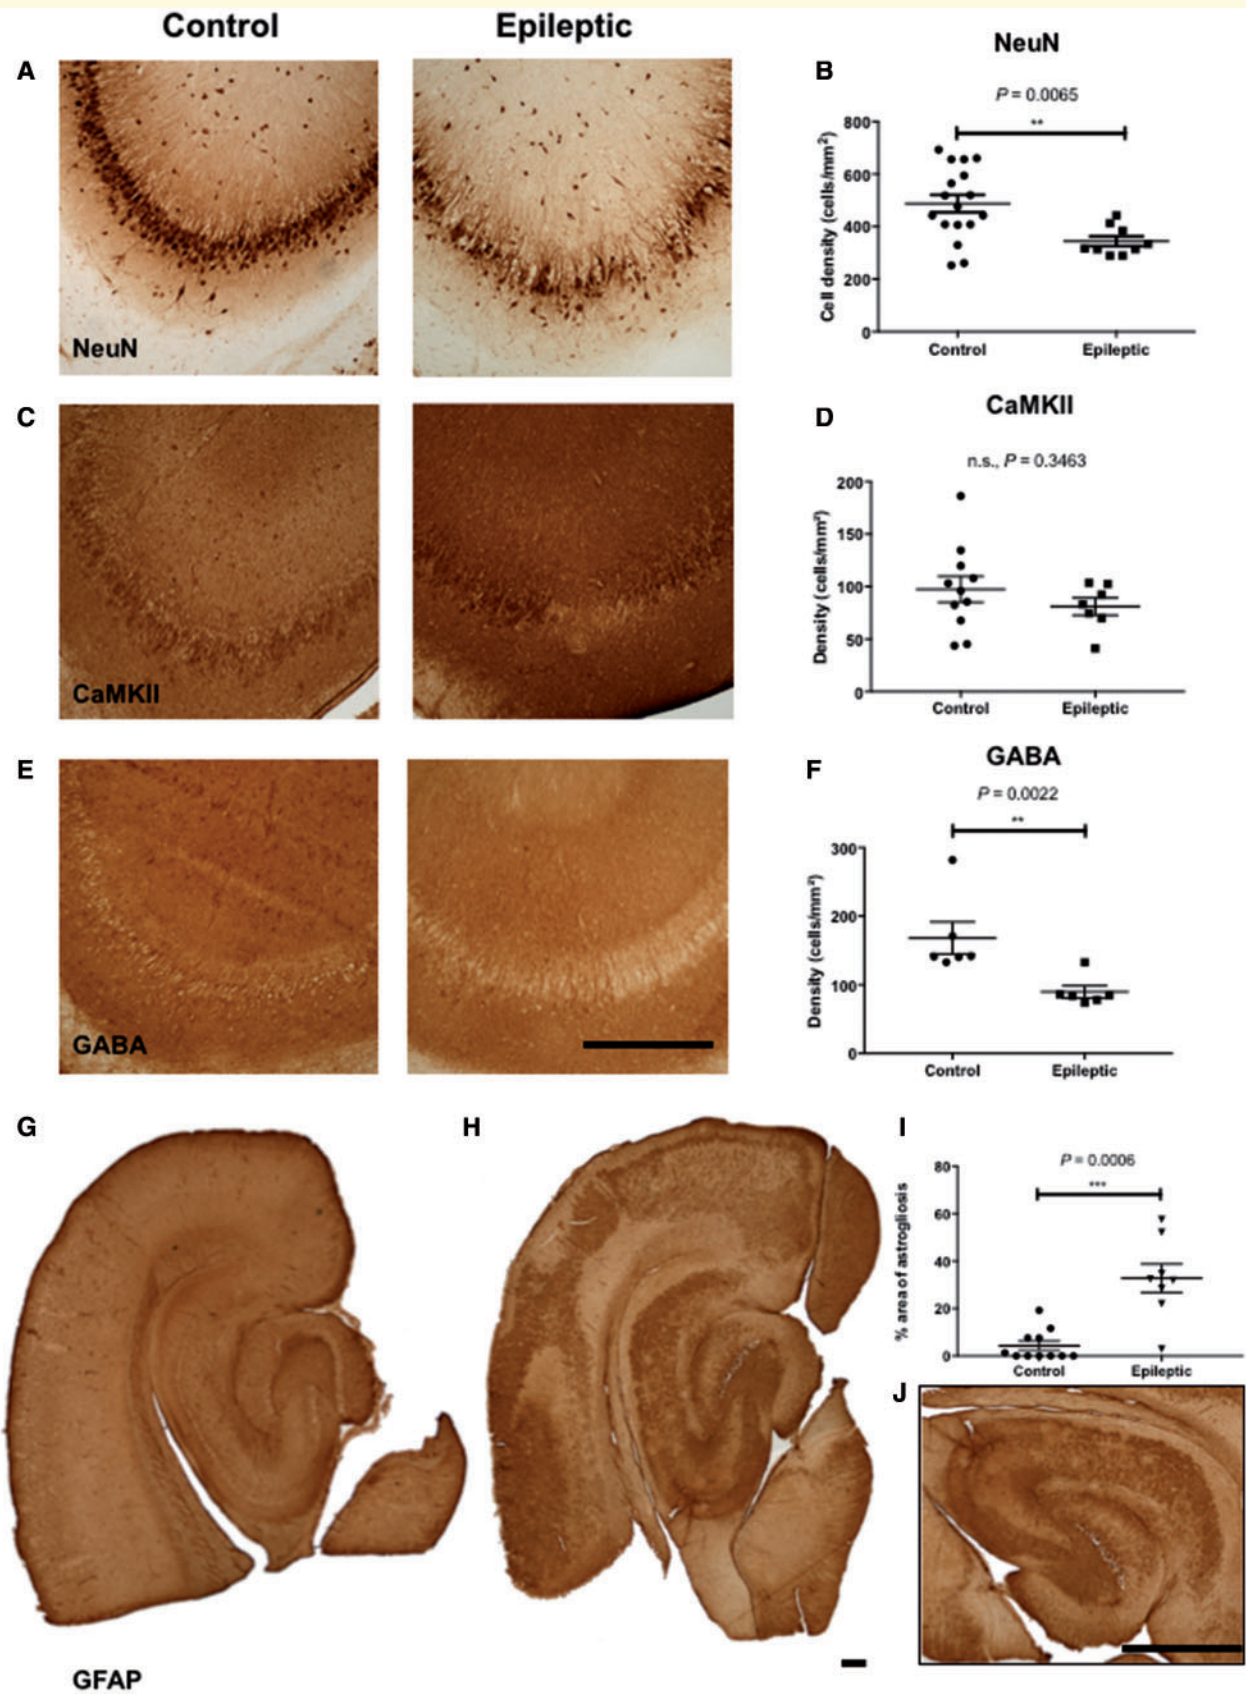 Control
Epileptic
A
NeuN
B
NeuN
P = 0.0065
**
Cell density (cells/mm²)
800
600
400
200
0
Control
Epileptic
C
CaMKII
D
CaMKII
n.s., P = 0.3463
Density (cells/mm²)
200
150
100
50
0
Control
Epileptic
E
GABA
F
GABA
P = 0.0022
**
Density (cells/mm²)
300
200
100
0
Control
Epileptic
G
GFAP
H
I
P = 0.0006
***
% area of astrogliosis
80
60
40
20
0
Control
Epileptic
J